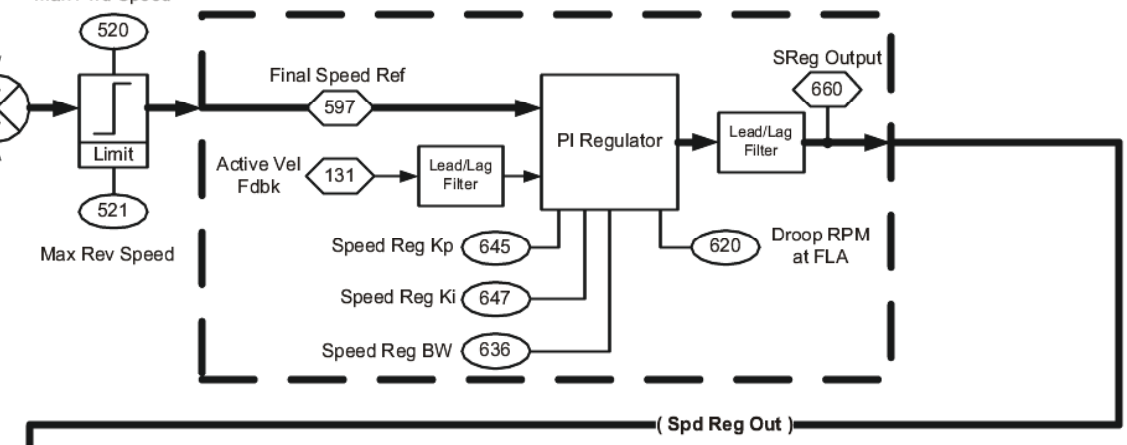 520
SReg Output
Final Speed Ref
660
597
Lead/Lag
Filter
PI Regulator
Limit
Active Vel
Fdbk
131
Lead/Lag
Filter
521
Max Rev Speed
Speed Reg Kp
645
620
Droop RPM
at FLA
Speed Reg Ki
647
Speed Reg BW
636
( Spd Reg Out )